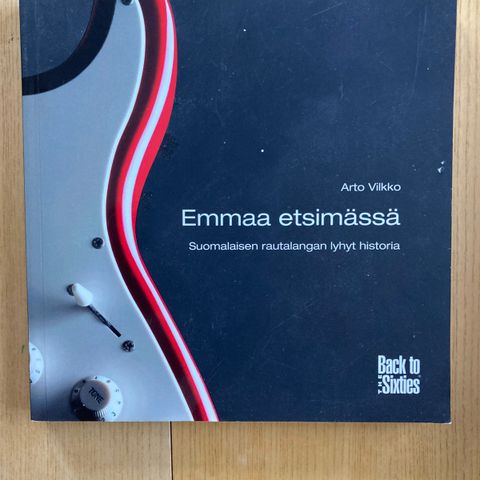 Arto Vilkko
Emmaa etsimässä
Suomalaisen rautalangan lyhyt historia
Back to
THE Sixties
TONE